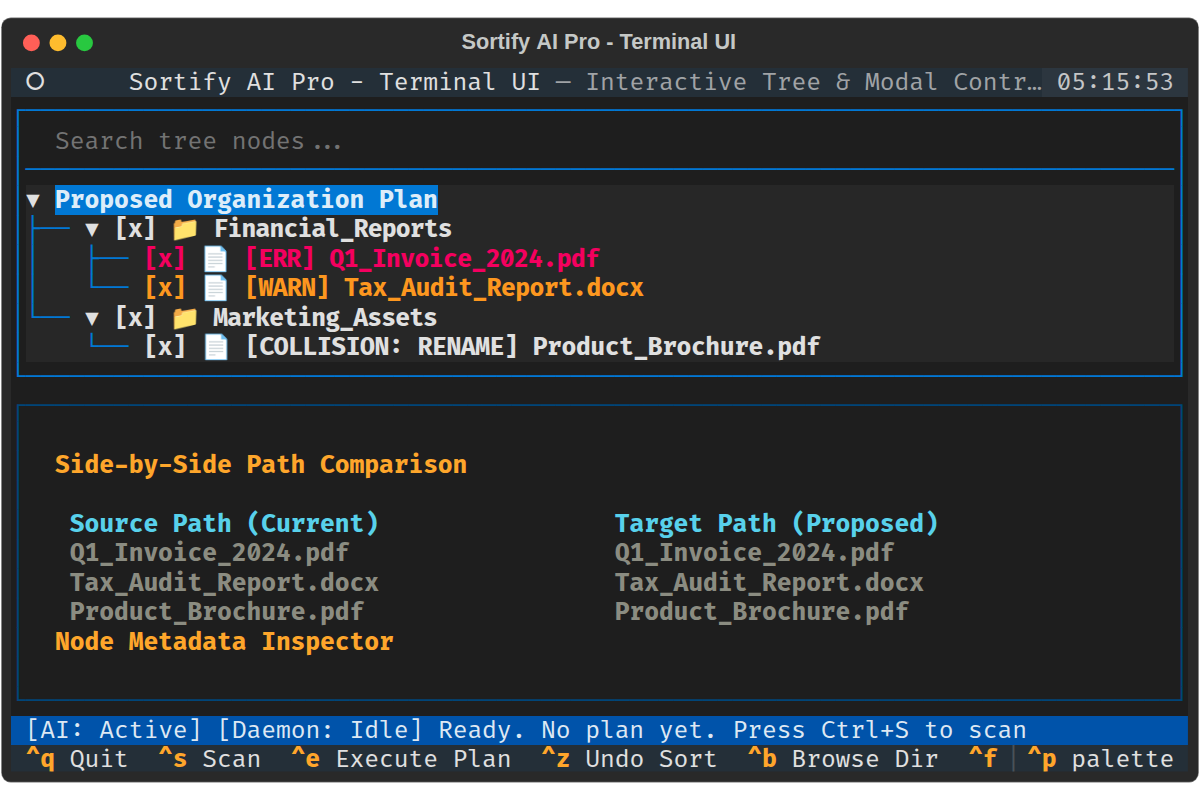 Sortify AI Pro - Terminal UI
Sortify AI Pro – Terminal UI — Interactive Tree & Modal Contr… 05:15:53
Search tree nodes...
▼ Proposed Organization Plan
▼ [x] 📁 Financial_Reports
[x] 📄 [ERR] Q1_Invoice_2024.pdf
[x] 📄 [WARN] Tax_Audit_Report.docx
▼ [x] 📁 Marketing_Assets
[x] 📄 [COLLISION: RENAME] Product_Brochure.pdf
Side-by-Side Path Comparison
Source Path (Current) Target Path (Proposed)
Q1_Invoice_2024.pdf Q1_Invoice_2024.pdf
Tax_Audit_Report.docx Tax_Audit_Report.docx
Product_Brochure.pdf Product_Brochure.pdf
Node Metadata Inspector
[AI: Active] [Daemon: Idle] Ready. No plan yet. Press Ctrl+S to scan
^q Quit ^s Scan ^e Execute Plan ^z Undo Sort ^b Browse Dir ^f ^p palette